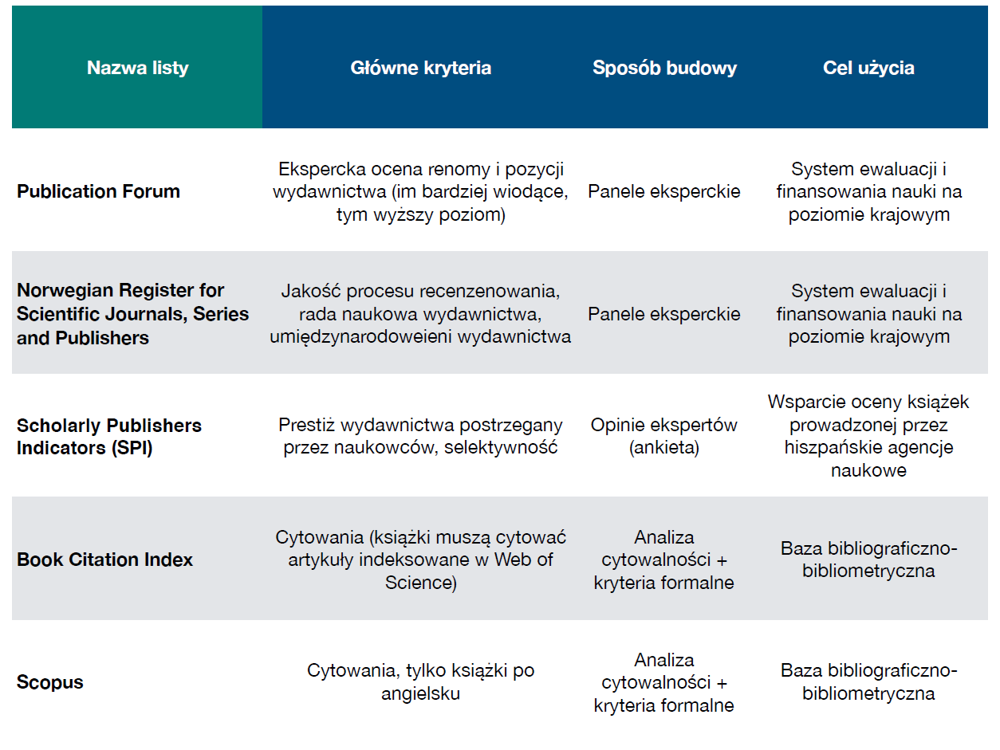 Nazwa listy
Główne kryteria
Sposób budowy
Cel użycia
Publication Forum
Ekspercka ocena renomy i pozycji
wydawnictwa (im bardziej wiodące,
tym wyższy poziom)
Panele eksperckie
System ewaluacji i
finansowania nauki na
poziomie krajowym
Norwegian Register for
Scientific Journals, Series
and Publishers
Jakość procesu recenzenowania,
rada naukowa wydawnictwa,
umiędzynarodoweieni wydawnictwa
Panele eksperckie
System ewaluacji i
finansowania nauki na
poziomie krajowym
Scholarly Publishers
Indicators (SPI)
Prestiż wydawnictwa postrzegany
przez naukowców, selektywność
Opinie ekspertów
(ankieta)
Wsparcie oceny książek
prowadzonej przez
hiszpańskie agencje
naukowe
Book Citation Index
Cytowania (książki muszą cytować
artykuły indeksowane w Web of
Science)
Analiza
cytowalności +
kryteria formalne
Baza bibliograficzno-
bibliometryczna
Scopus
Cytowania, tylko książki po
angielsku
Analiza
cytowalności +
kryteria formalne
Baza bibliograficzno-
bibliometryczna